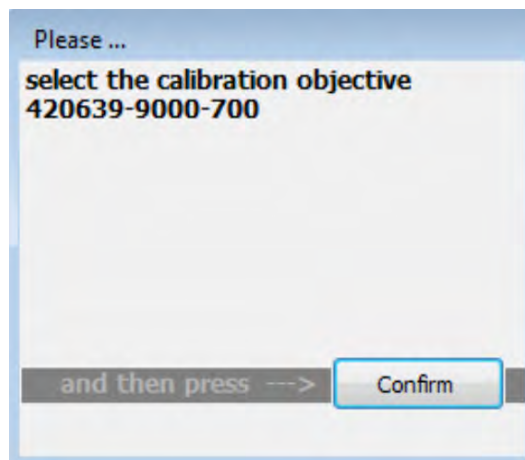 Please ...
select the calibration objective
420639-9000-700
and then press ---> Confirm